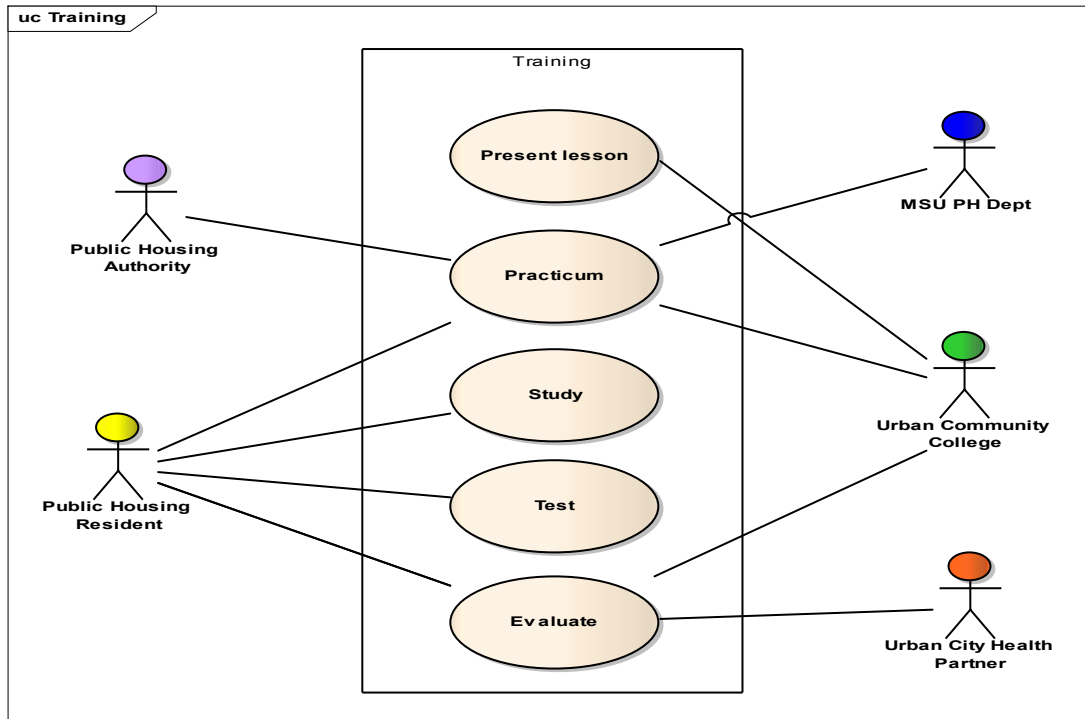 uc Training
Training
Present lesson
Practicum
Study
Test
Evaluate
Public Housing
Authority
Public Housing
Resident
MSU PH Dept
Urban Community
College
Urban City Health
Partner